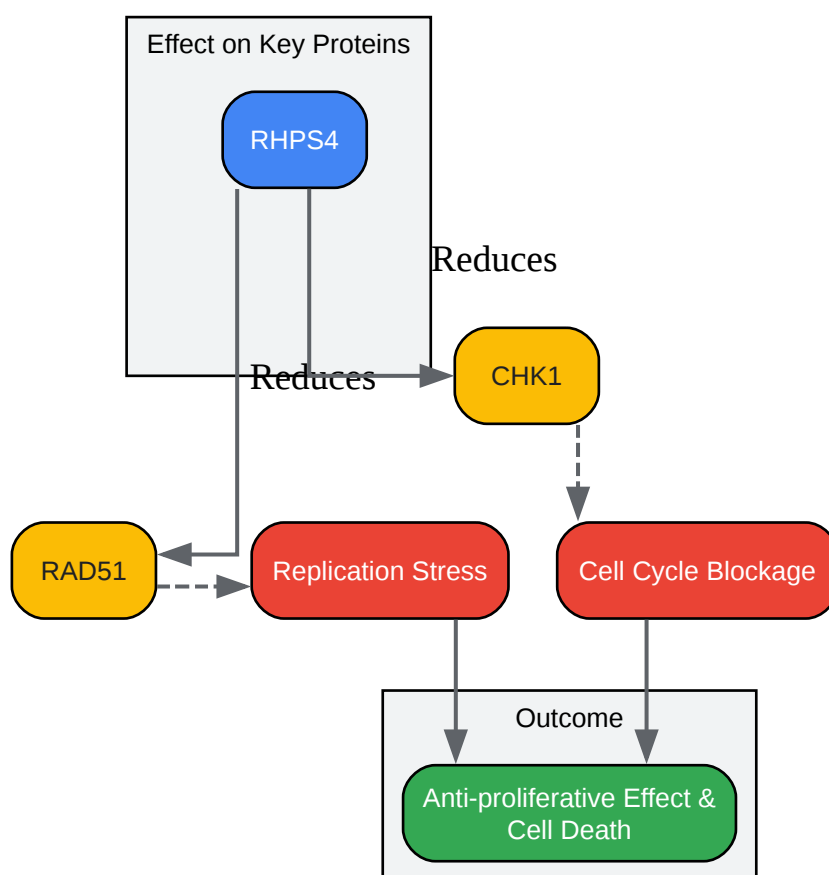 Effect on Key Proteins
RHPS4
Reduces
Reduces
CHK1
RAD51
Replication Stress
Cell Cycle Blockage
Outcome
Anti-proliferative Effect &
Cell Death